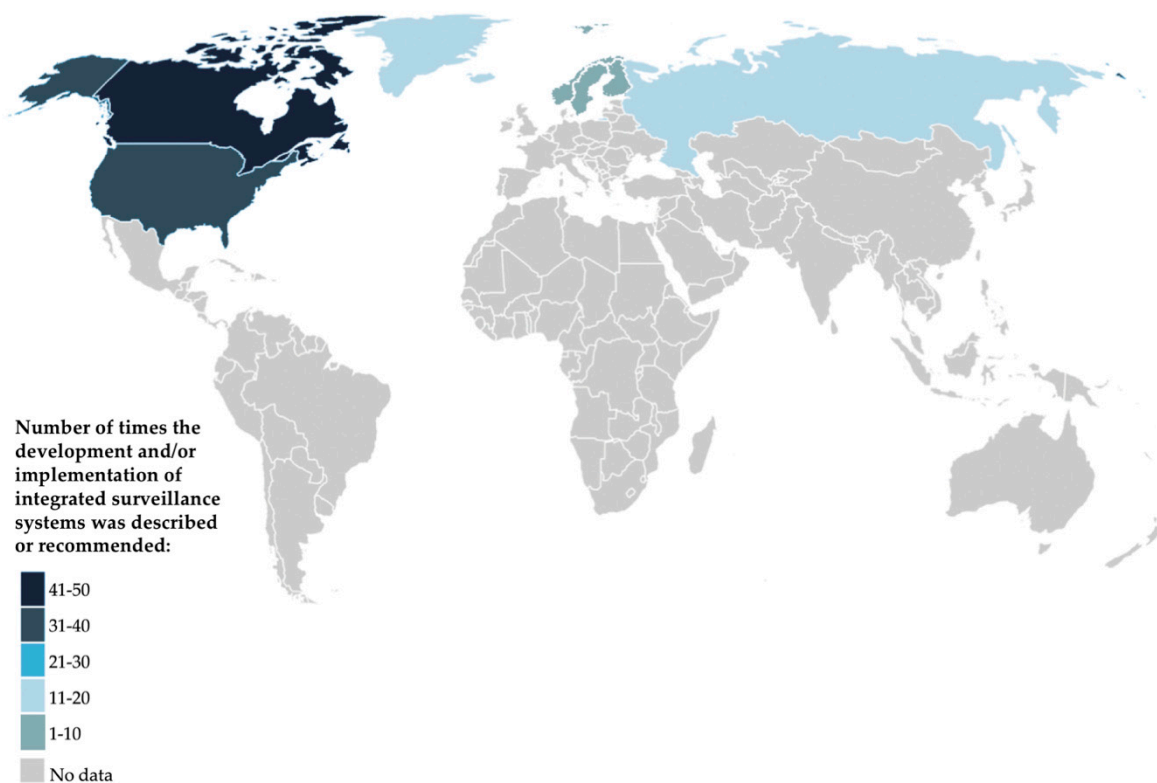 Number of times the
development and/or
implementation of
integrated surveillance
systems was described
or recommended:
41-50
31-40
21-30
11-20
1-10
No data